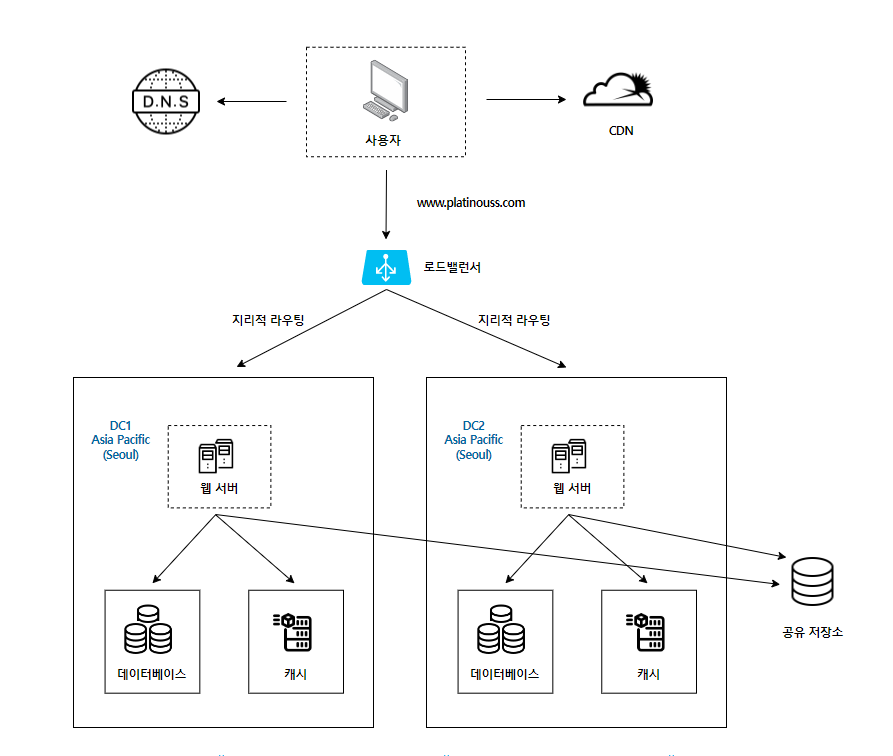 D.N.S
사용자
CDN
www.platinouss.com
로드밸런서
지리적 라우팅
지리적 라우팅
DC1
Asia Pacific
(Seoul)
웹 서버
DC2
Asia Pacific
(Seoul)
웹 서버
데이터베이스
캐시
데이터베이스
캐시
공유 저장소